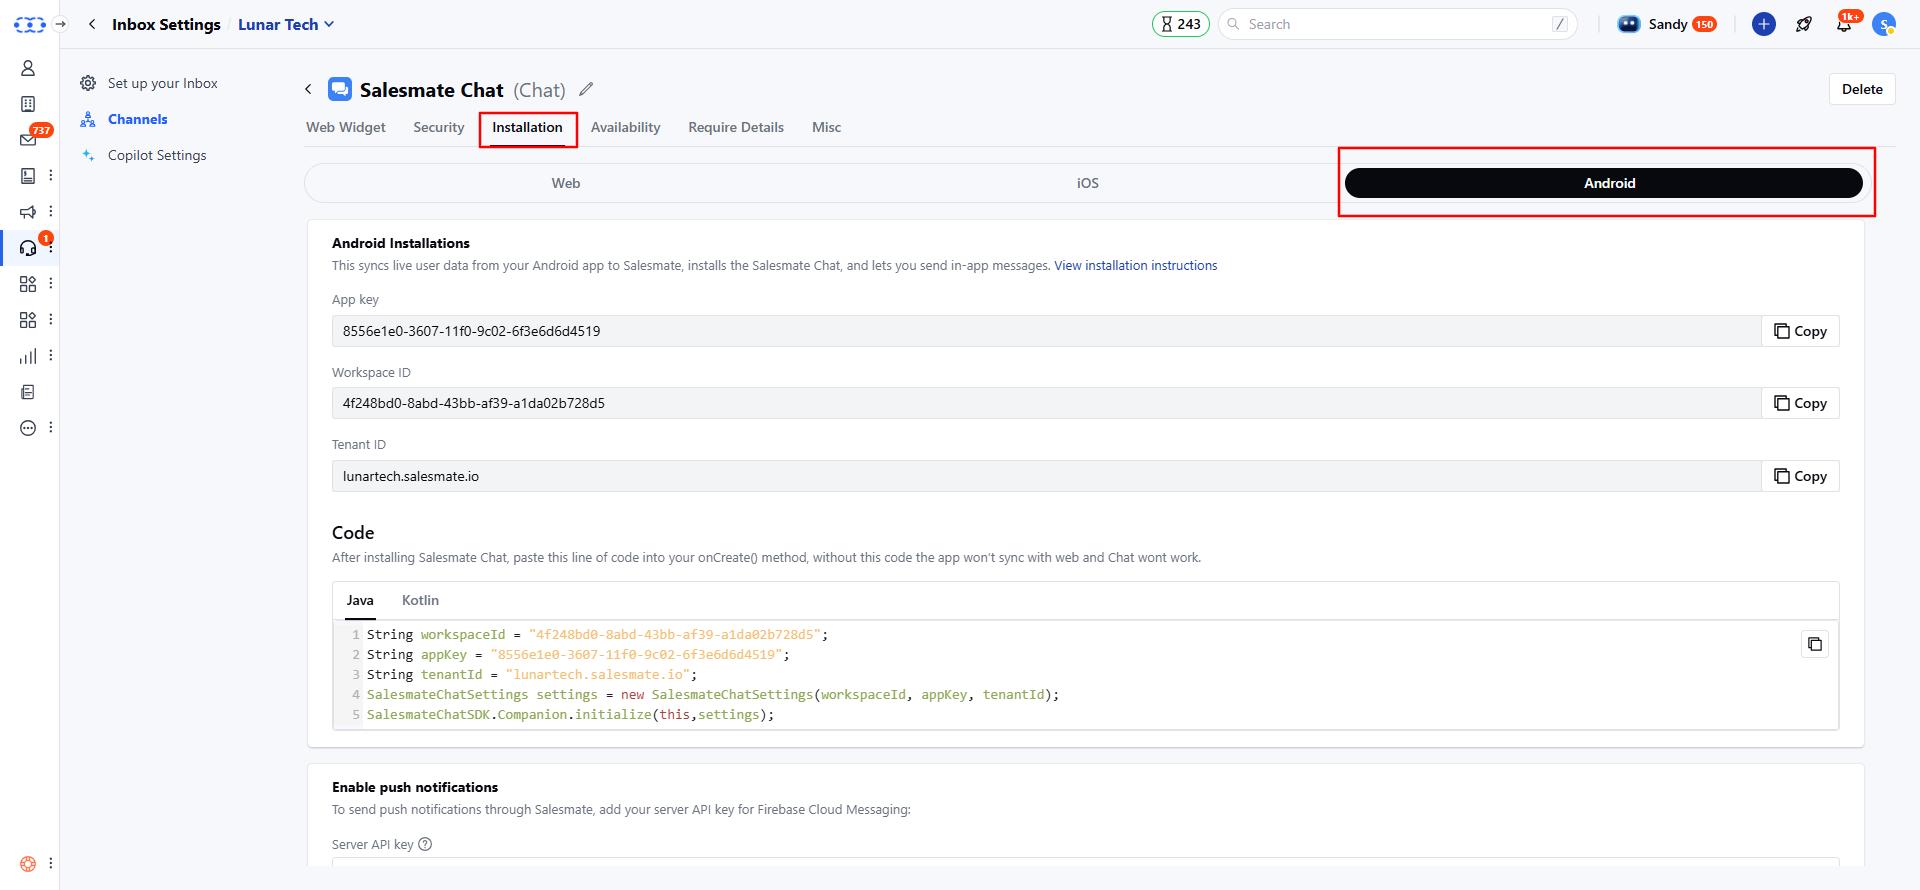 Inbox Settings / Lunar Tech
243
Search /
Sandy 150
1k+
S
737
1
Set up your Inbox
Channels
Copilot Settings
Salesmate Chat (Chat)
Delete
Web Widget Security Installation Availability Require Details Misc
Web iOS Android
Android Installations
This syncs live user data from your Android app to Salesmate, installs the Salesmate Chat, and lets you send in-app messages. View installation instructions
App key
8556e1e0-3607-11f0-9c02-6f3e6d6d4519 Copy
Workspace ID
4f248bd0-8abd-43bb-af39-a1da02b728d5 Copy
Tenant ID
lunartech.salesmate.io Copy
Code
After installing Salesmate Chat, paste this line of code into your onCreate() method, without this code the app won't sync with web and Chat wont work.
Java Kotlin
1 String workspaceId = "4f248bd0-8abd-43bb-af39-a1da02b728d5";
2 String appKey = "8556e1e0-3607-11f0-9c02-6f3e6d6d4519";
3 String tenantId = "lunartech.salesmate.io";
4 SalesmateChatSettings settings = new SalesmateChatSettings(workspaceId, appKey, tenantId);
5 SalesmateChatSDK.Companion.initialize(this,settings);
Enable push notifications
To send push notifications through Salesmate, add your server API key for Firebase Cloud Messaging:
Server API key ?